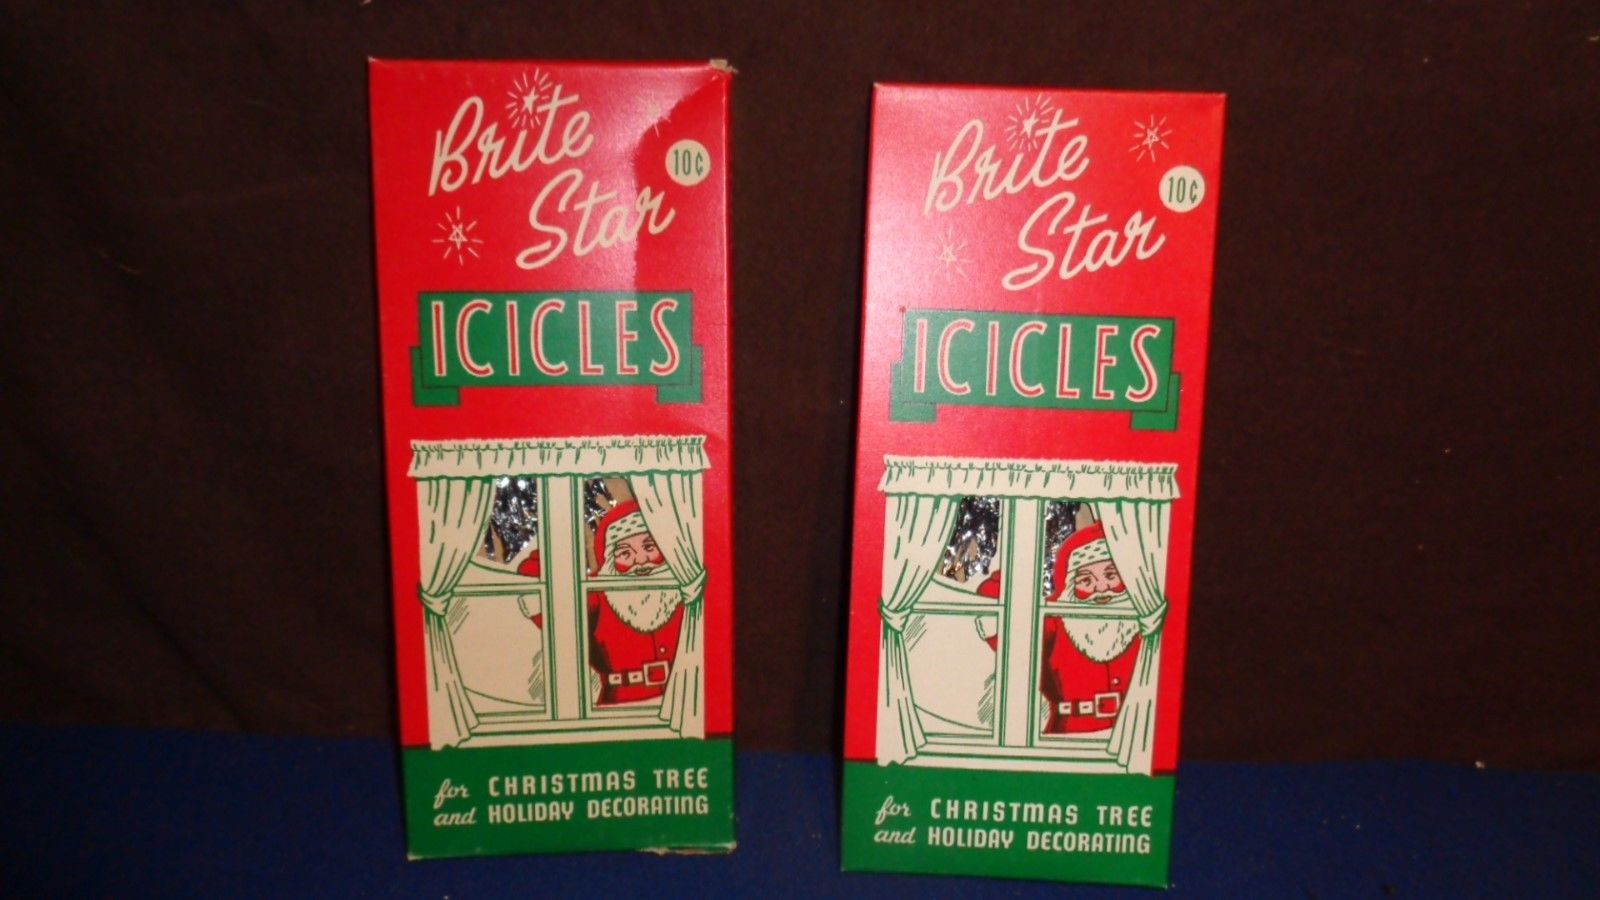 Brite
Star
10¢
ICICLES
for CHRISTMAS TREE
and HOLIDAY DECORATING
Brite
Star
10¢
ICICLES
for CHRISTMAS TREE
and HOLIDAY DECORATING